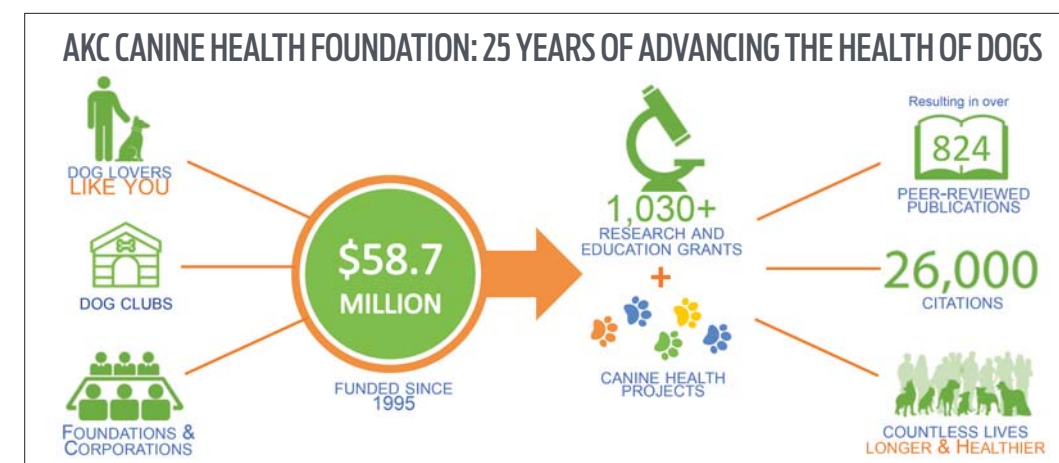 AKC CANINE HEALTH FOUNDATION: 25 YEARS OF ADVANCING THE HEALTH OF DOGS
DOG LOVERS
LIKE YOU
DOG CLUBS
FOUNDATIONS &
CORPORATIONS
$58.7
MILLION
FUNDED SINCE
1995
1,030+
RESEARCH AND
EDUCATION GRANTS
+
CANINE HEALTH
PROJECTS
Resulting in over
824
PEER-REVIEWED
PUBLICATIONS
26,000
CITATIONS
COUNTLESS LIVES
LONGER & HEALTHIER